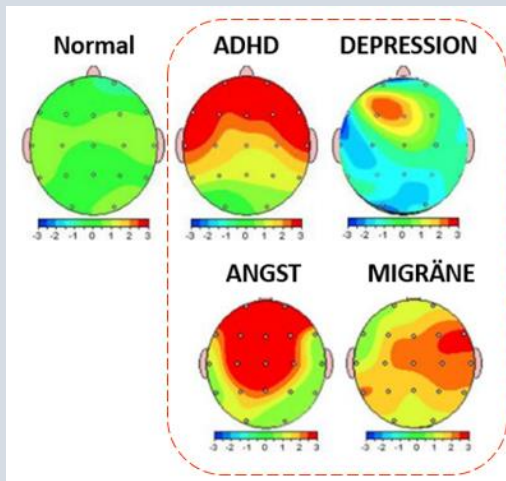 Normal
ADHD
DEPRESSION
-3 -2 -1 0 1 2 3
-3 -2 -1 0 1 2 3
-3 -2 -1 0 1 2 3
ANGST
MIGRÄNE
-3 -2 -1 0 1 2 3
-3 -2 -1 0 1 2 3